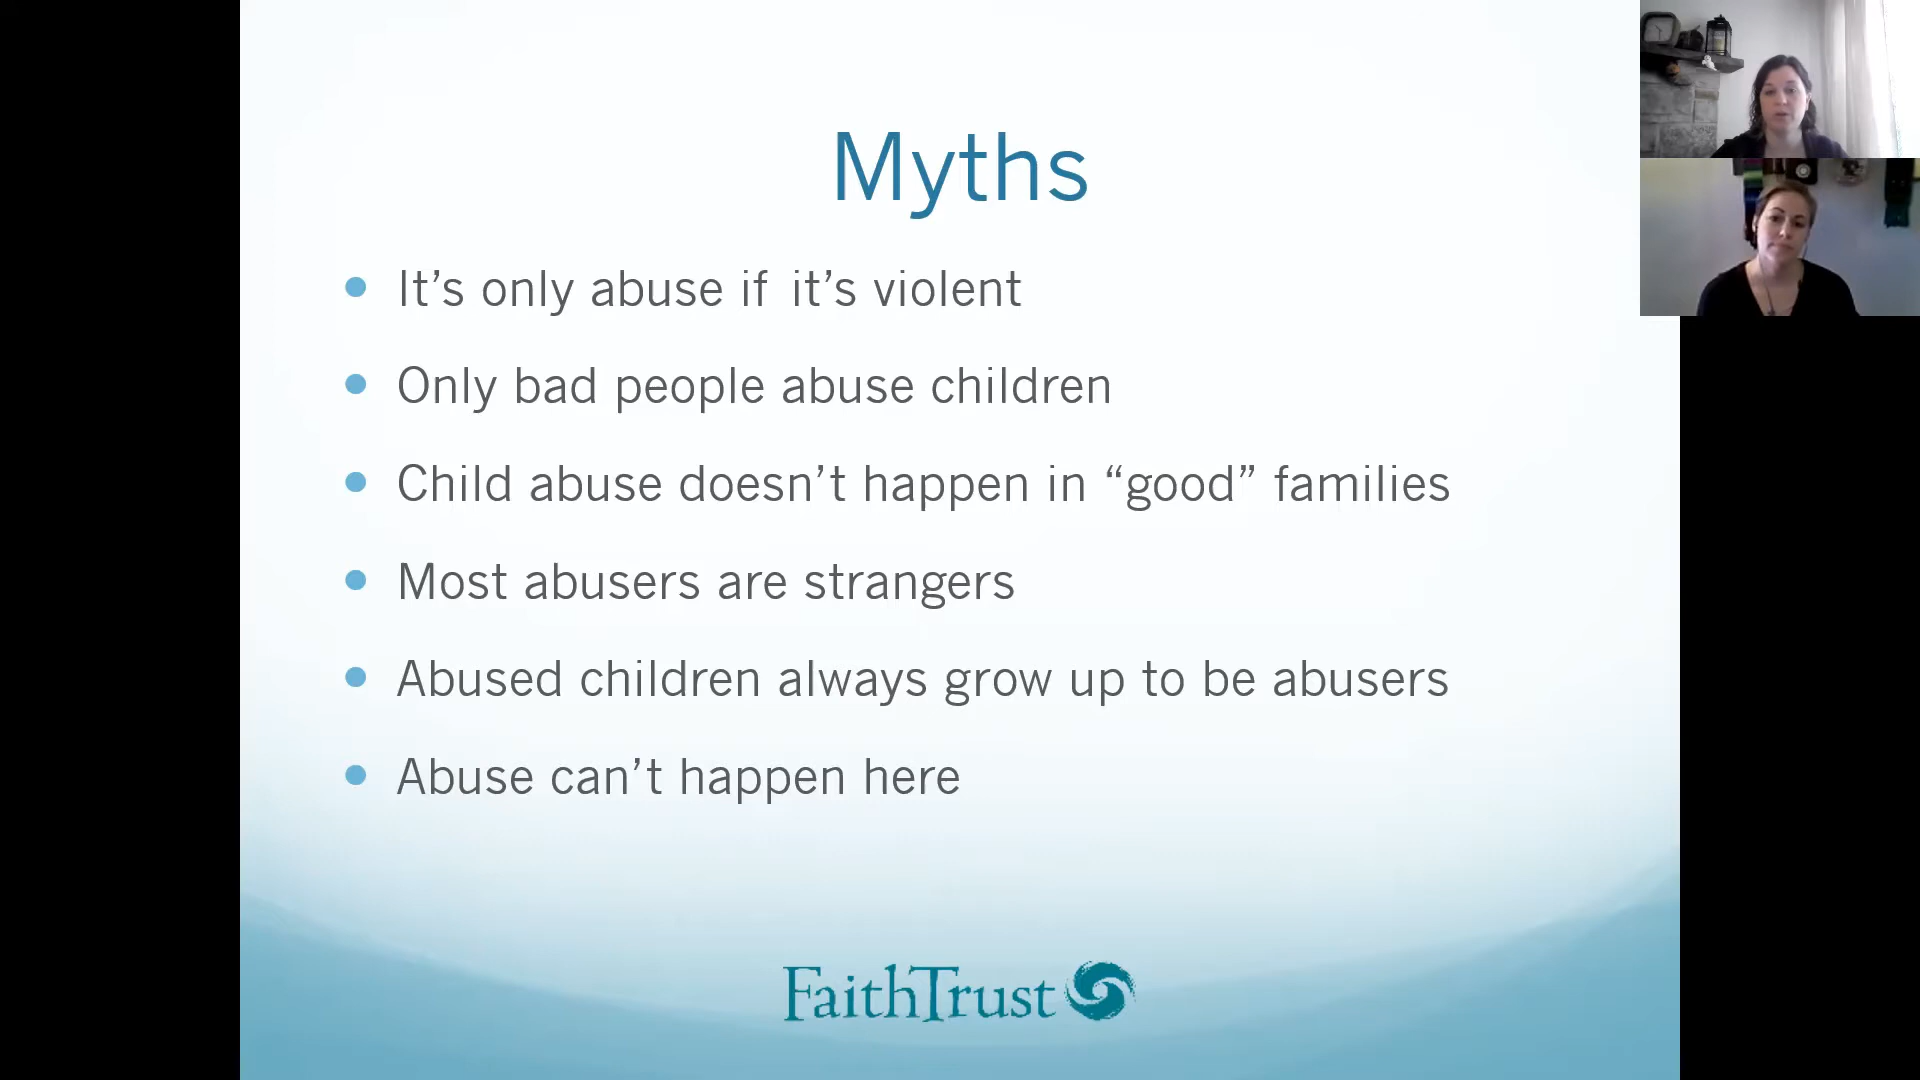 Myths
It’s only abuse if it’s violent
Only bad people abuse children
Child abuse doesn’t happen in “good” families
Most abusers are strangers
Abused children always grow up to be abusers
Abuse can’t happen here
FaithTrust